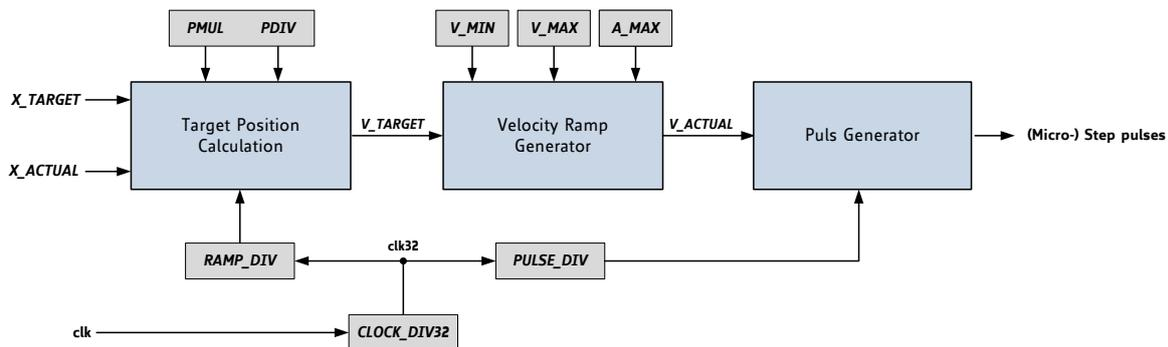 PMUL PDIV
V_MIN
V_MAX
A_MAX
X_TARGET
X_ACTUAL
Target Position
Calculation
V_TARGET
Velocity Ramp
Generator
V_ACTUAL
Puls Generator
(Micro-) Step pulses
RAMP_DIV
clk32
PULSE_DIV
clk
CLOCK_DIV32